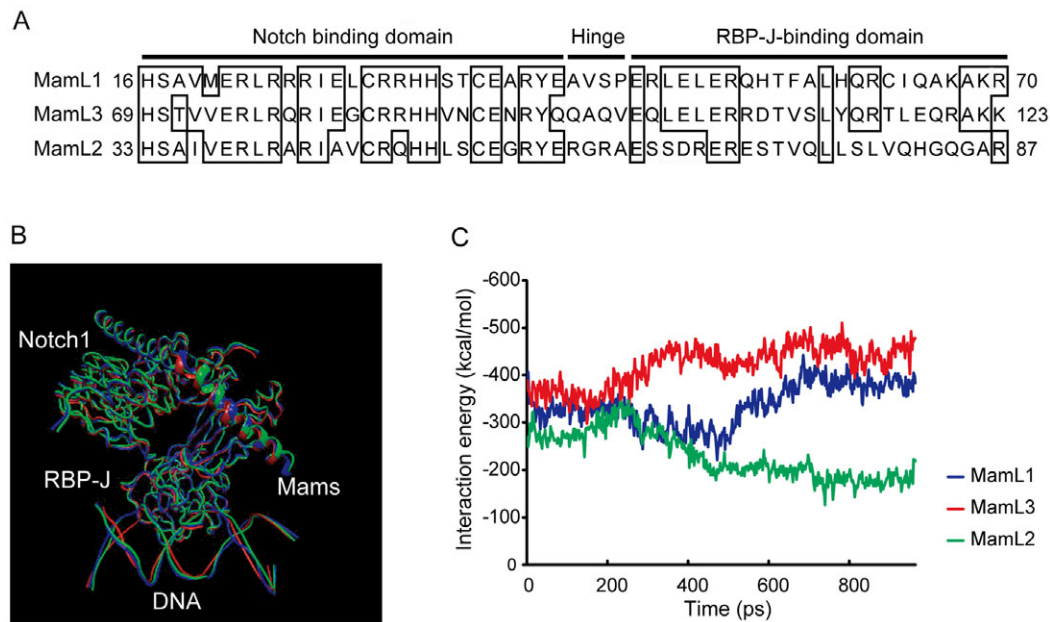 A
Notch binding domain Hinge RBP-J-binding domain
MamL1 16 HSAVMERLRRRIELCRRHHSTCEARYEAVSPERLELERQHTFALHQRCIQAKAKR 70
MamL3 69 HSTVVERLRQRIEGCRRHHVNCENRYQQAQVEQLELERRDTVSLYQRTLEQRAKK 123
MamL2 33 HSAIVERLRARIAVCRQHHLSCEGRYERGRAESSDRERESTVQLLSLVQHGQGAR 87
B
Notch1
RBP-J
Mams
DNA
C
Interaction energy (kcal/mol)
-600
-500
-400
-300
-200
-100
0
0 200 400 600 800
Time (ps)
MamL1
MamL3
MamL2